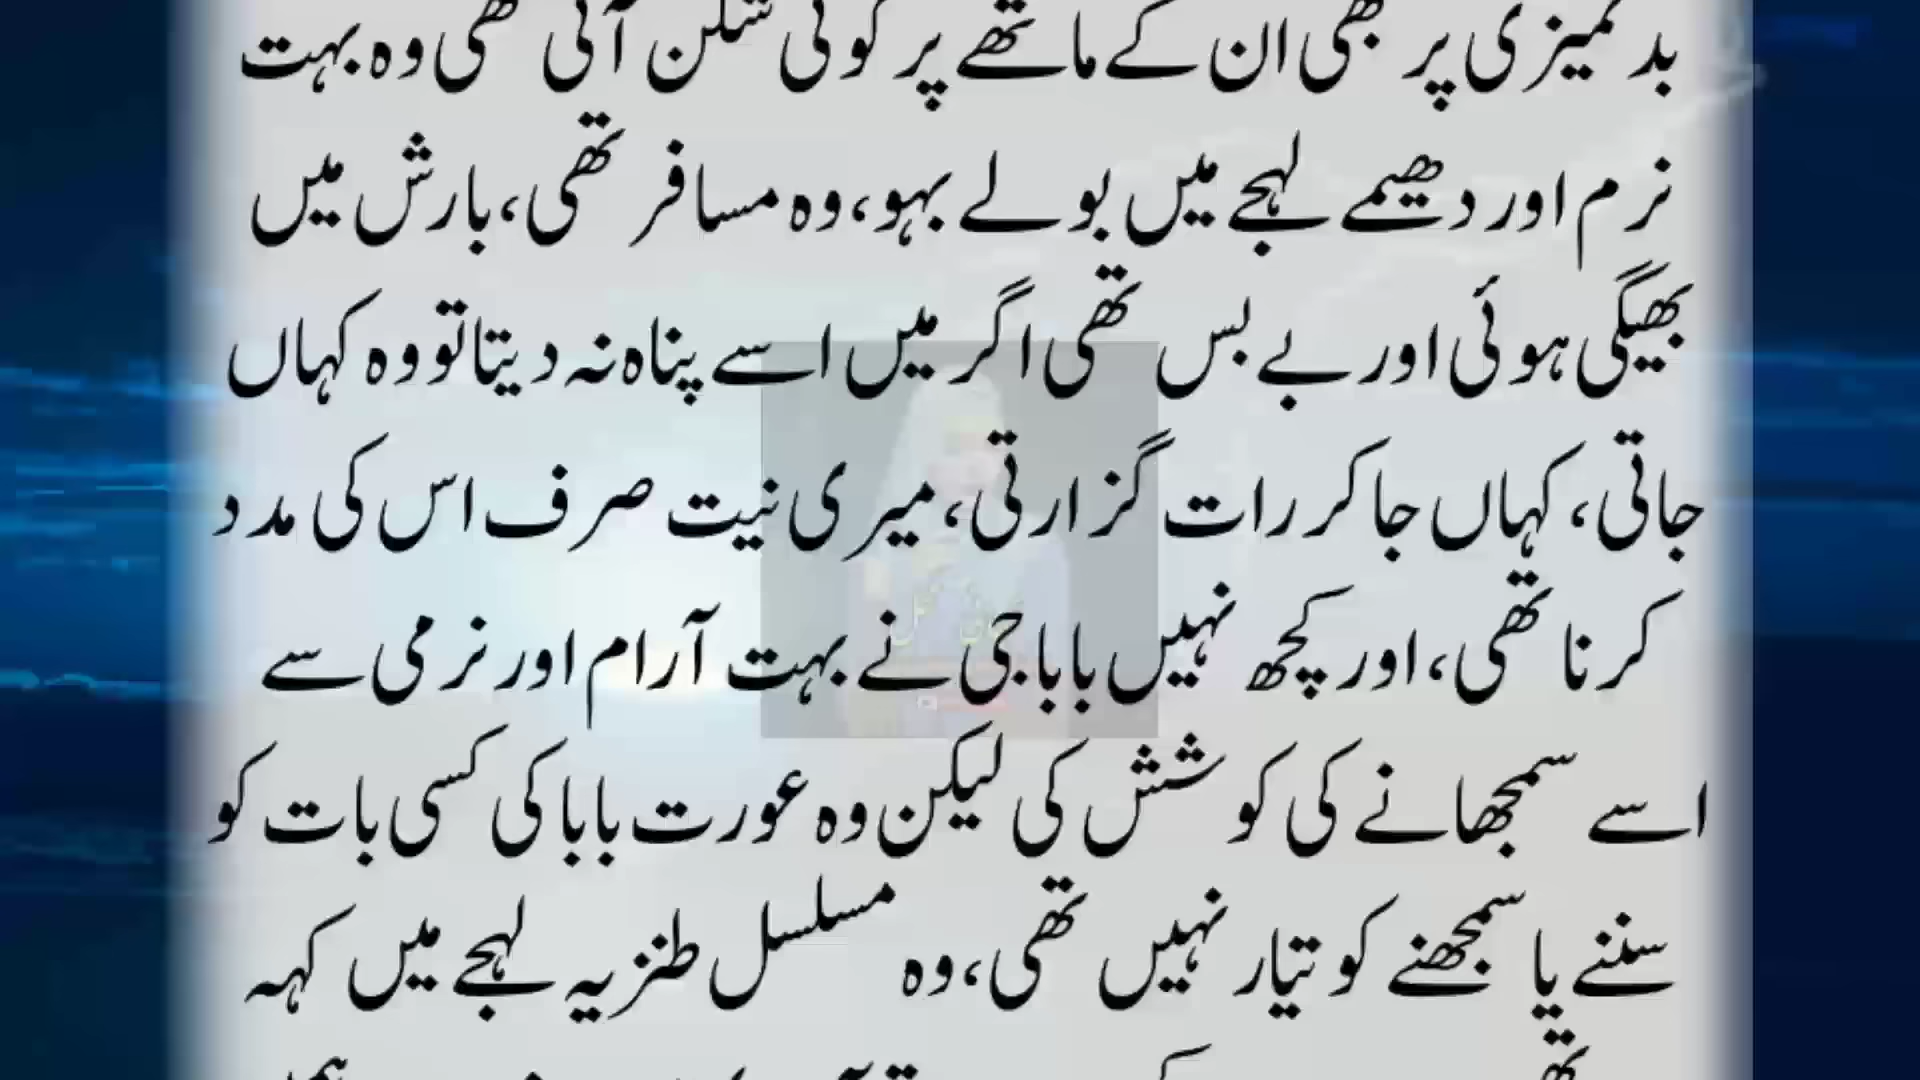 بدتمیزی پر بھی ان کے ماتھے پر کوئی شکن آئی تھی وہ بہت
نرم اور دھیمے لہجے میں بولے بہو، وہ مسافر تھی، بارش میں
بھیگی ہوئی اور بے بس تھی اگر میں اسے پناہ نہ دیتا تو وہ کہاں
جاتی، کہاں جا کر رات گزارتی، میری نیت صرف اس کی مدد
کرنا تھی، اور کچھ نہیں بابا جی نے بہت آرام اور نرمی سے
اسے سمجھانے کی کوشش کی لیکن وہ عورت بابا کی کسی بات کو
سننے یا سمجھنے کو تیار نہیں تھی، وہ مسلسل طنزیہ لہجے میں کہہ